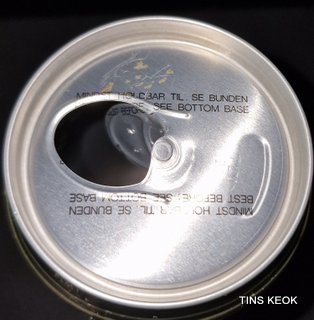 MINDST HOLDBAR TIL. SE BUNDEN
SEE BOTTOM BASE
BEST BEFORE: SEE BOTTOM BASE
MINDST HOLDBAR TIL. SE BUNDEN
TINS KEOK